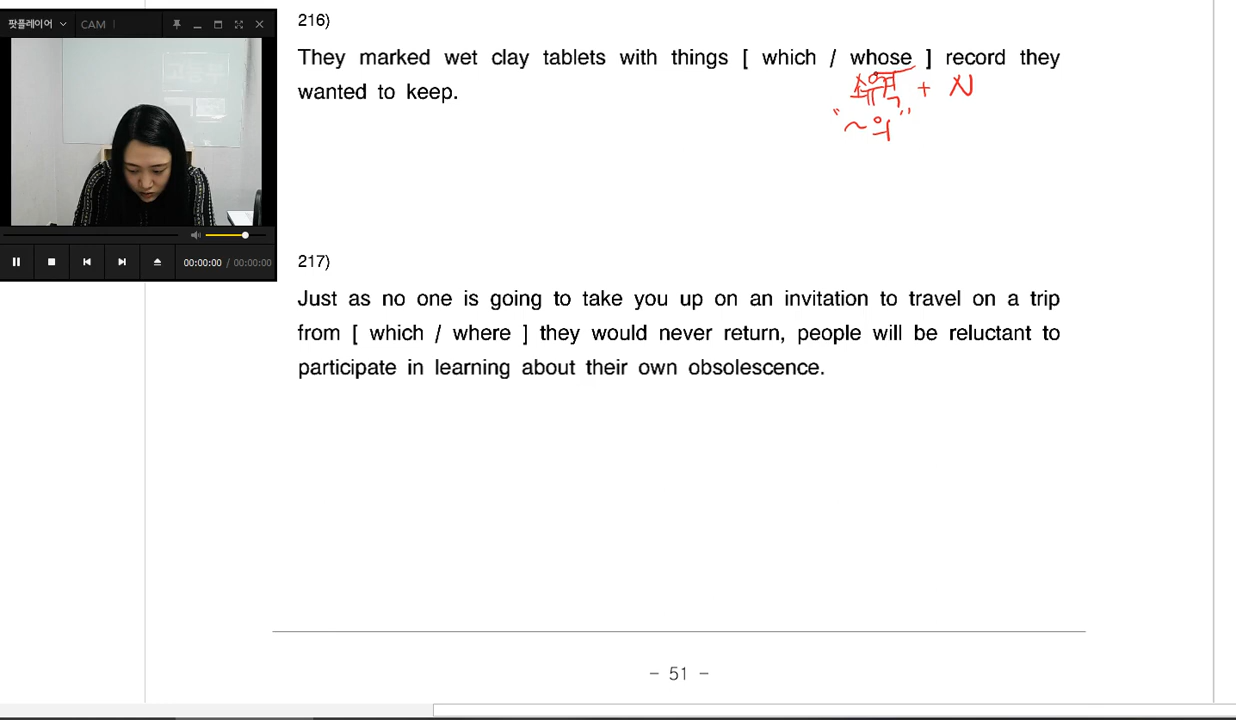 팟플레이어 CAM
216)
They marked wet clay tablets with things [ which / whose ] record they
wanted to keep.
소유격 + N
"~의"
00:00:00 / 00:00:00
217)
Just as no one is going to take you up on an invitation to travel on a trip
from [ which / where ] they would never return, people will be reluctant to
participate in learning about their own obsolescence.
- 51 -